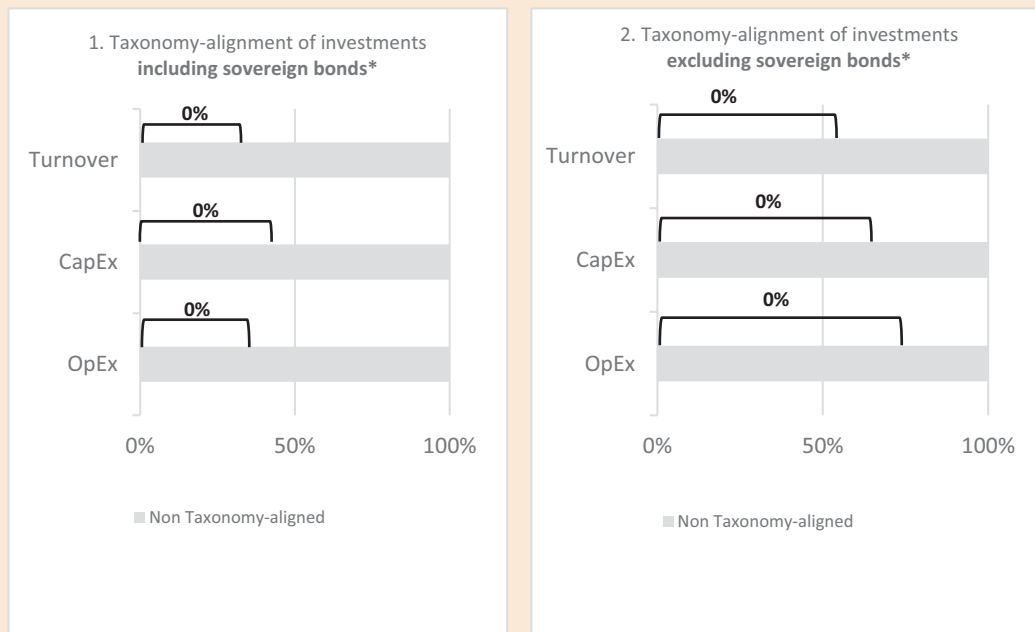 1. Taxonomy-alignment of investments
including sovereign bonds*
0%
Turnover
0%
CapEx
0%
OpEx
0% 50% 100%
Non Taxonomy-aligned
2. Taxonomy-alignment of investments
excluding sovereign bonds*
0%
Turnover
0%
CapEx
0%
OpEx
0% 50% 100%
Non Taxonomy-aligned